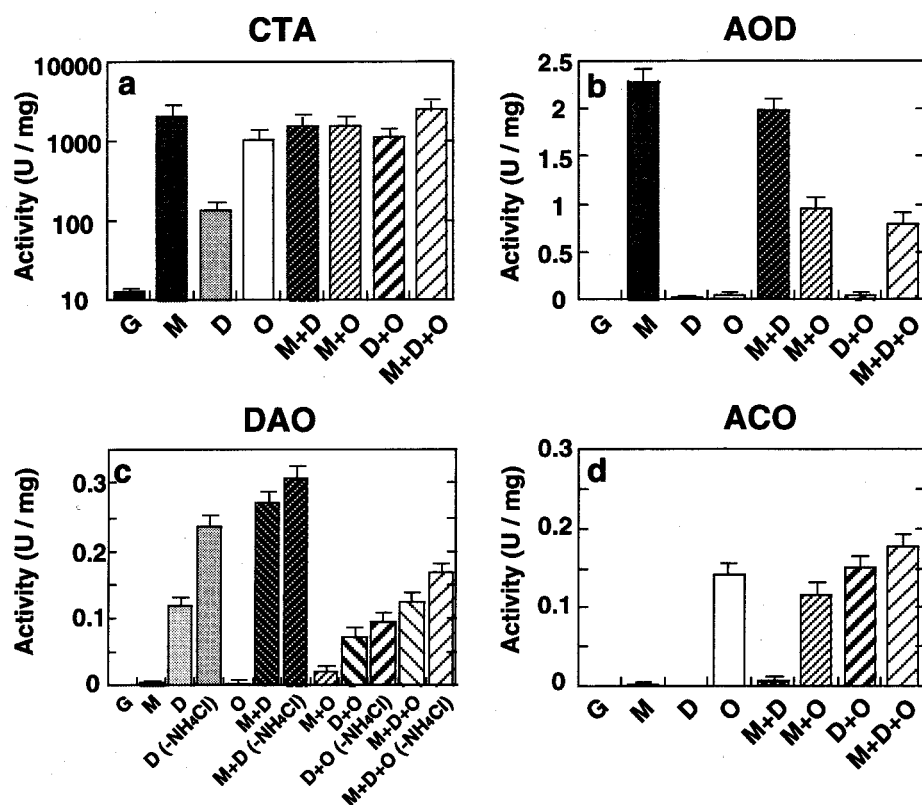 CTA
a
Activity (U / mg)
10000
1000
100
10
G
M
D
O
M+D
M+O
D+O
M+D+O
AOD
b
Activity (U / mg)
2.5
2
1.5
1
0.5
0
G
M
D
O
M+D
M+O
D+O
M+D+O
DAO
c
Activity (U / mg)
0.3
0.2
0.1
0
G
M
D
D (-NH₄Cl)
O
M+D
M+D (-NH₄Cl)
M+O
D+O
D+O (-NH₄Cl)
M+D+O
M+D+O (-NH₄Cl)
ACO
d
Activity (U / mg)
0.3
0.2
0.1
0
G
M
D
O
M+D
M+O
D+O
M+D+O